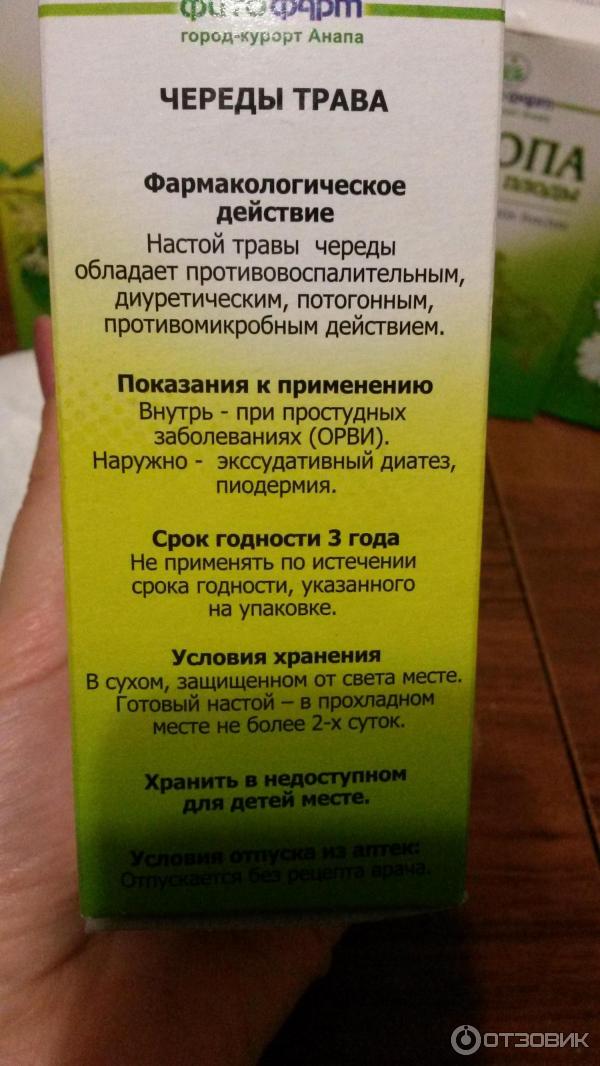 фитофарм
город-курорт Анапа
ЧЕРЕДЫ ТРАВА
Фармакологическое
действие
Настой травы череды
обладает противовоспалительным,
диуретическим, потогонным,
противомикробным действием.
Показания к применению
Внутрь - при простудных
заболеваниях (ОРВИ).
Наружно - экссудативный диатез,
пиодермия.
Срок годности 3 года
Не применять по истечении
срока годности, указанного
на упаковке.
Условия хранения
В сухом, защищенном от света месте.
Готовый настой – в прохладном
месте не более 2-х суток.
Хранить в недоступном
для детей месте.
Условия отпуска из аптек:
Отпускается без рецепта врача.
ОПА
плоды
ОТЗОВИК